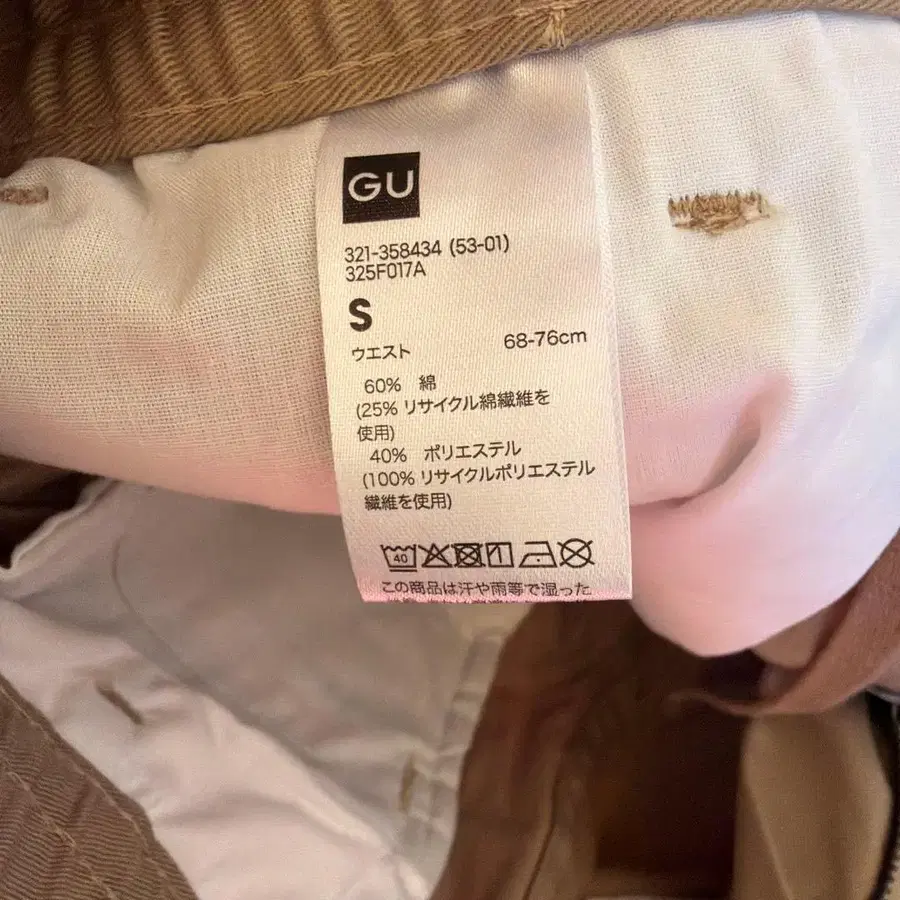 GU
321-358434 (53-01)
325F017A
S
ウエスト 68-76cm
60% 綿
(25% リサイクル綿繊維を
使用)
40% ポリエステル
(100% リサイクルポリエステル
繊維を使用)
40
この商品は汗や雨等で湿った